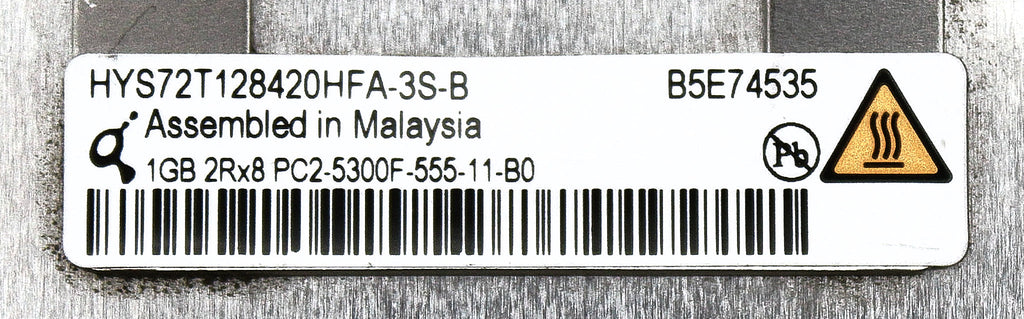 HYS72T128420HFA-3S-B B5E74535
Assembled in Malaysia
Pb
1GB 2Rx8 PC2-5300F-555-11-B0